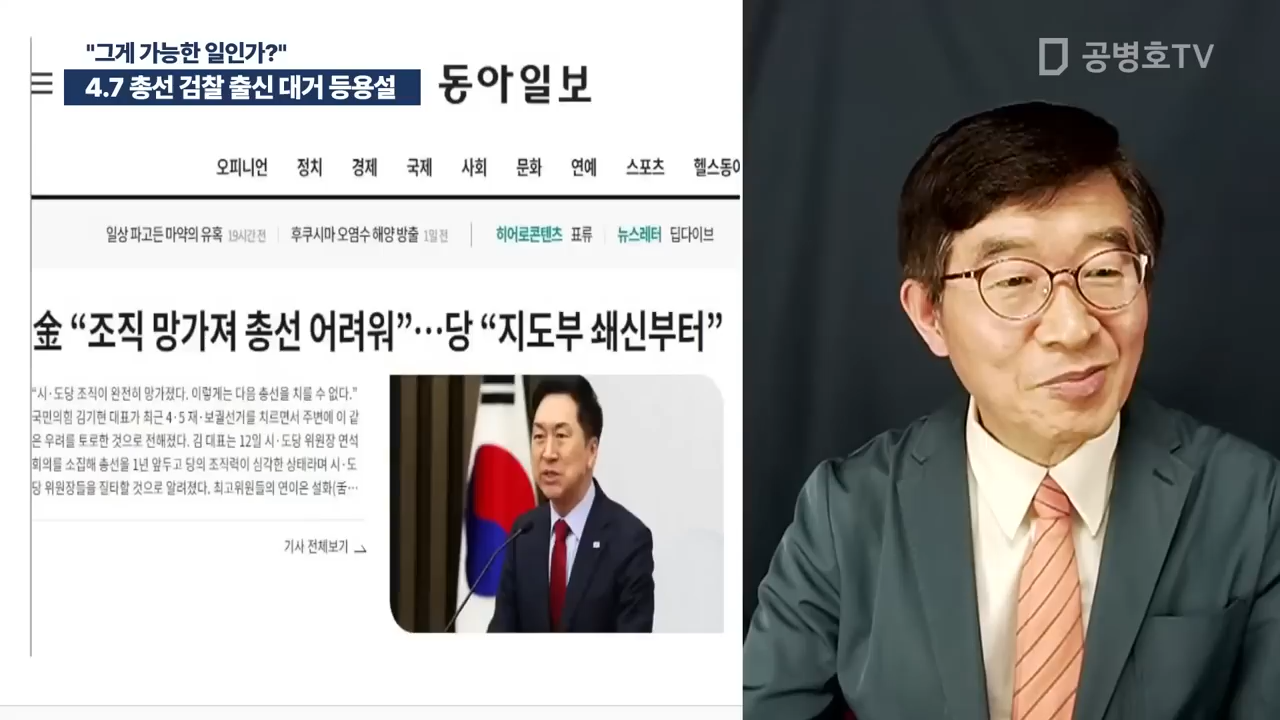 "그게 가능한 일인가?"
4.7 총선 검찰 출신 대거 등용설
동아일보
공병호TV
오피니언 정치 경제 국제 사회 문화 연예 스포츠 헬스동아
일상 파고든 마약의 유혹 19시간 전 후쿠시마 오염수 해양 방출 1일 전 히어로콘텐츠 표류 뉴스레터 딥다이브
金 “조직 망가져 총선 어려워”…당 “지도부 쇄신부터”
“시·도당 조직이 완전히 망가졌다. 이렇게는 다음 총선을 치를 수 없다.”
국민의힘 김기현 대표가 최근 4·5 재·보궐선거를 치르면서 주변에 이 같
은 우려를 토로한 것으로 전해졌다. 김 대표는 12일 시·도당 위원장 연석
회의를 소집해 총선을 1년 앞두고 당의 조직력이 심각한 상태라며 시·도
당 위원장들을 질타할 것으로 알려졌다. 최고위원들의 연이은 설화(舌…
기사 전체보기